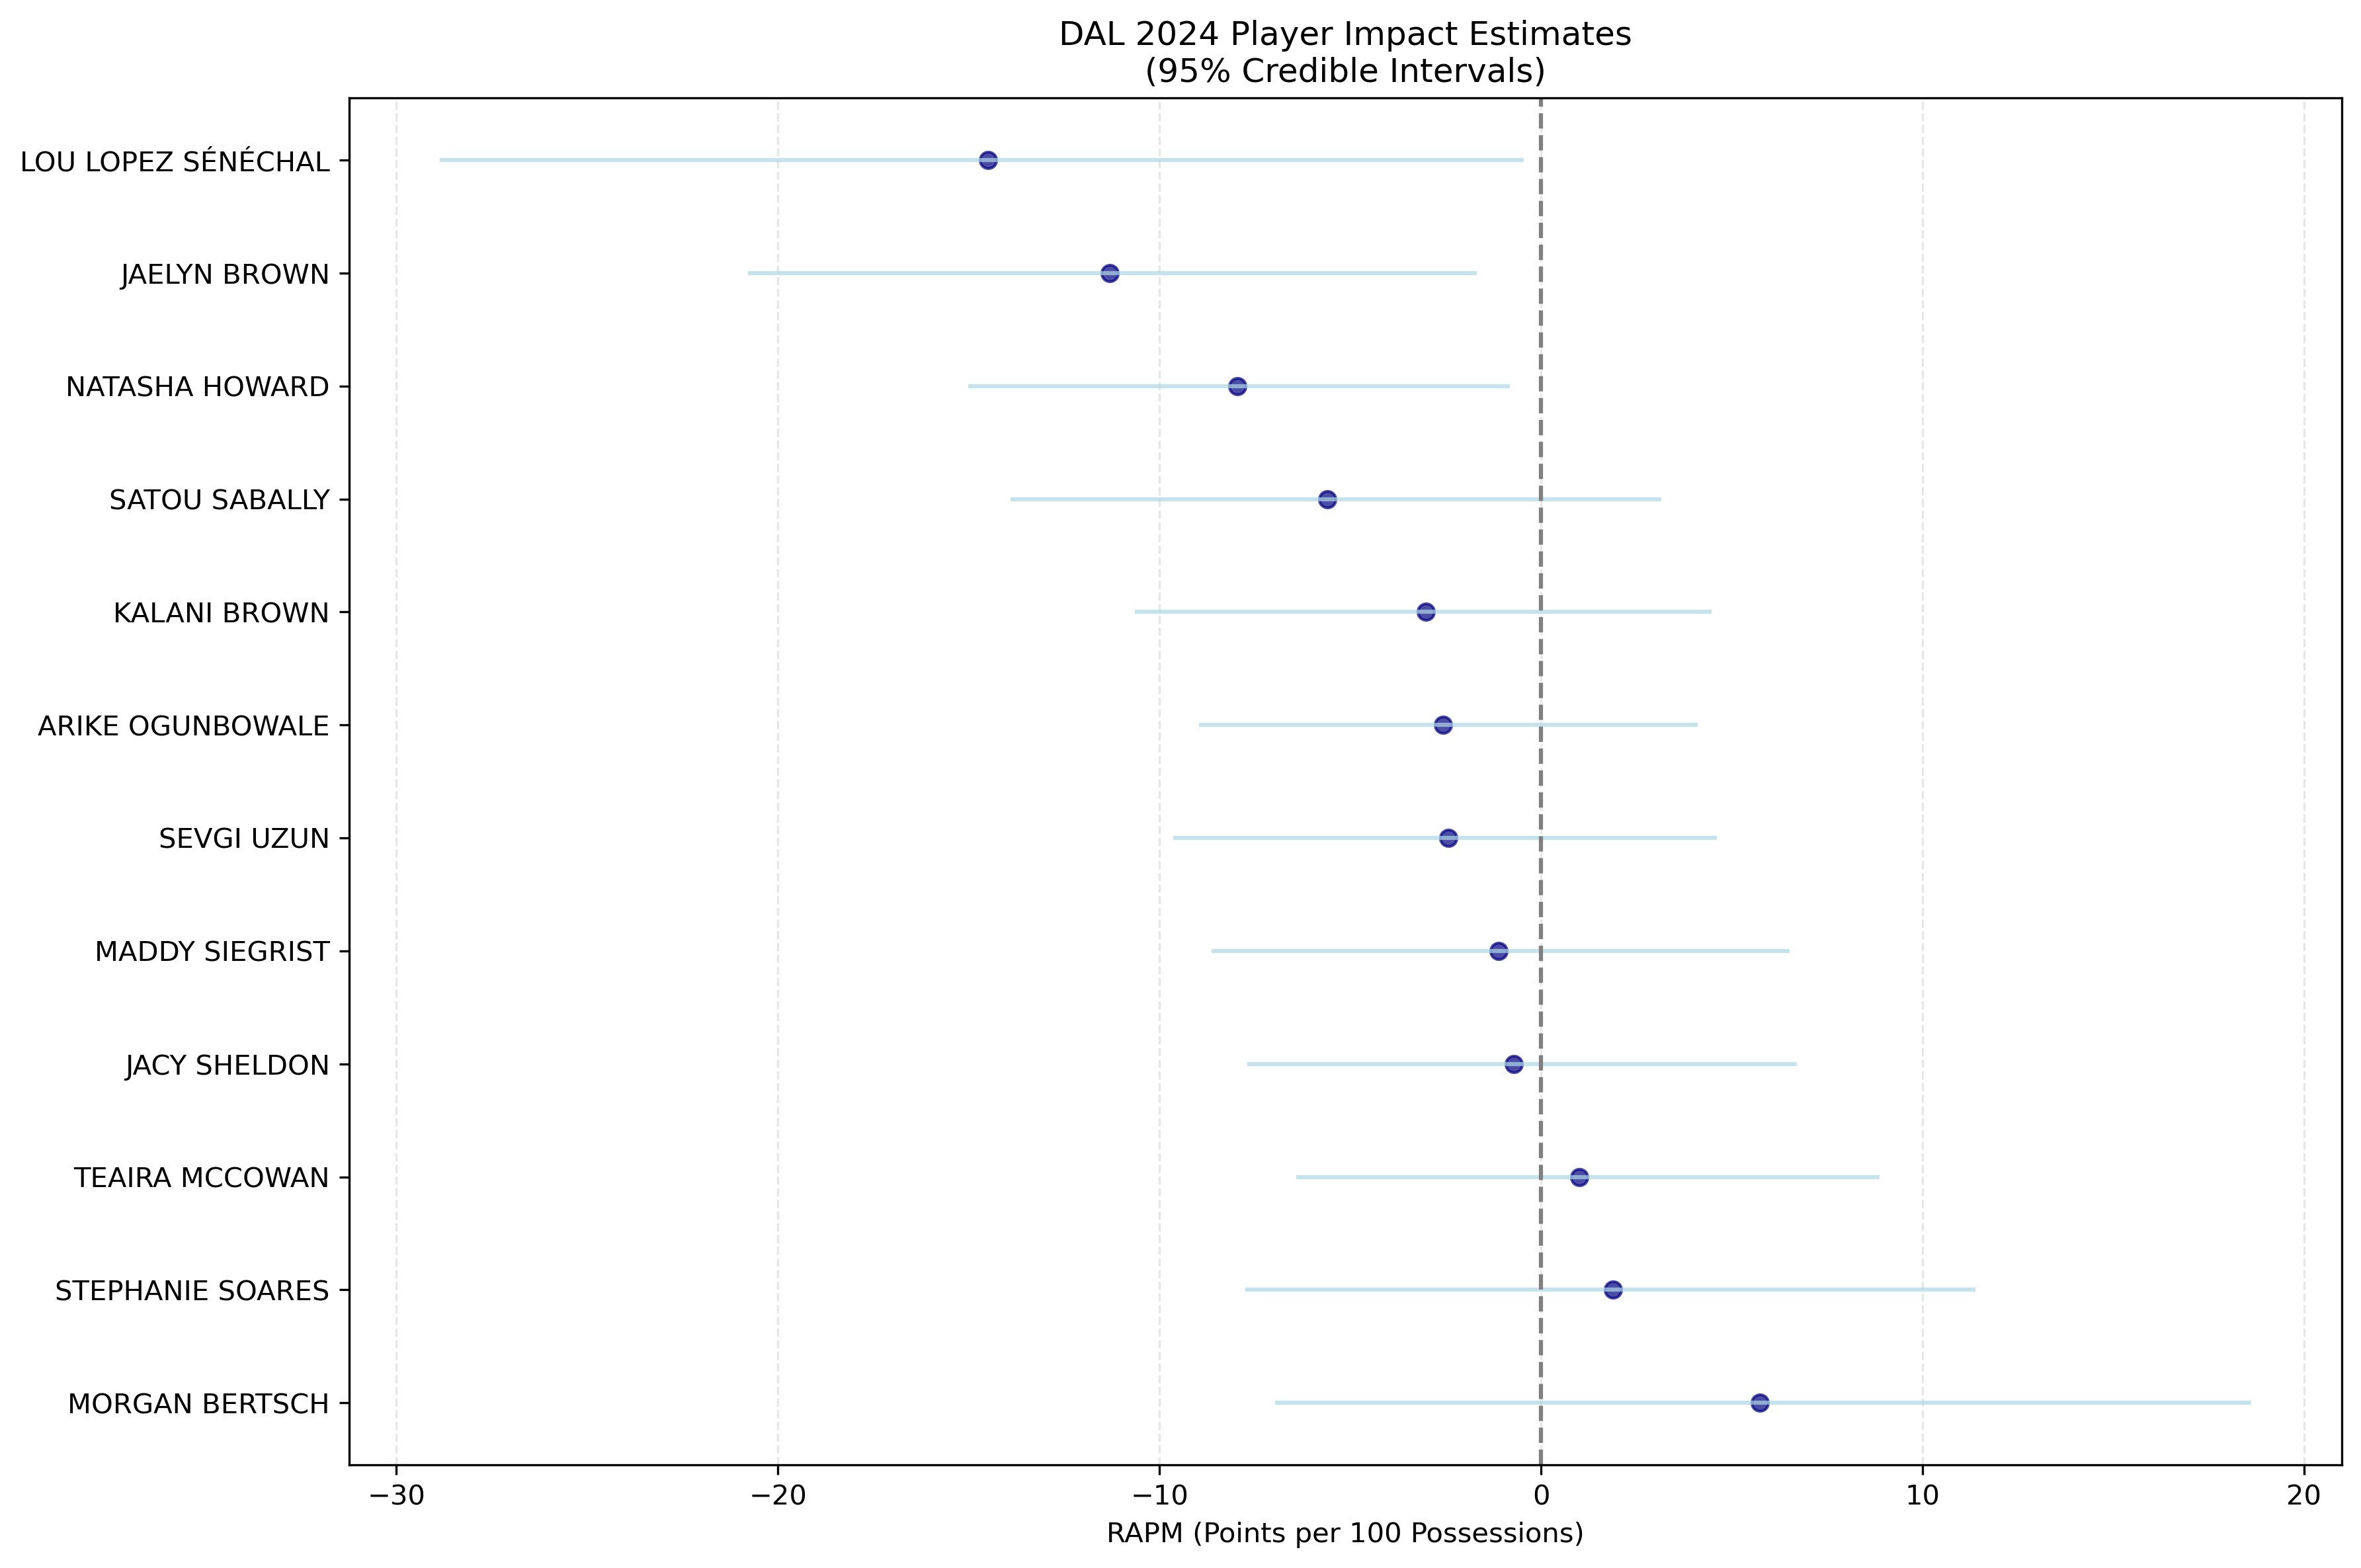 DAL 2024 Player Impact Estimates
(95% Credible Intervals)
LOU LOPEZ SÉNÉCHAL
JAELYN BROWN
NATASHA HOWARD
SATOU SABALLY
KALANI BROWN
ARIKE OGUNBOWALE
SEVGI UZUN
MADDY SIEGRIST
JACY SHELDON
TEAIRA MCCOWAN
STEPHANIE SOARES
MORGAN BERTSCH
−30 −20 −10 0 10 20
RAPM (Points per 100 Possessions)